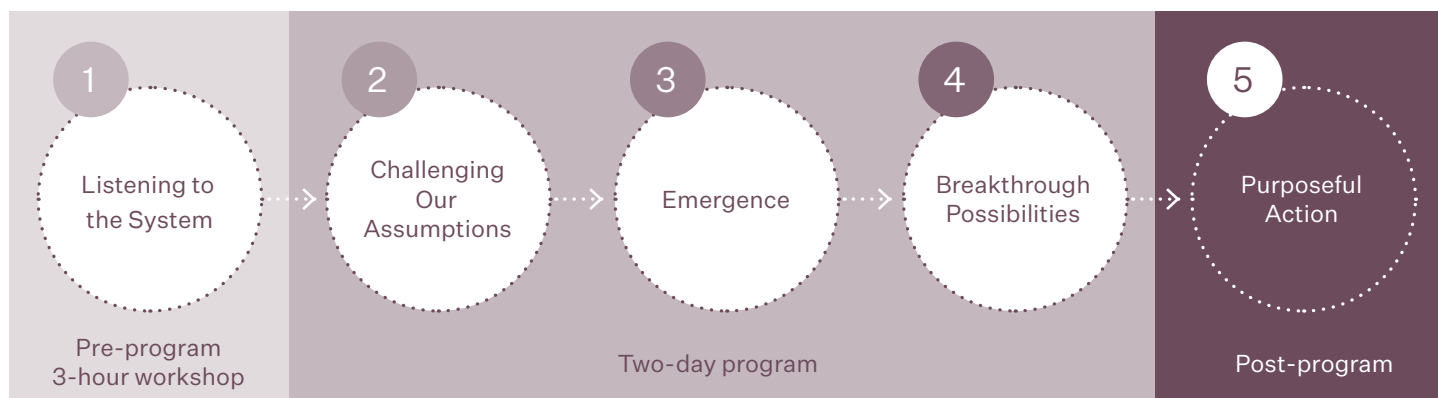 1
Listening to
the System
Pre-program
3-hour workshop
2
Challenging
Our
Assumptions
3
Emergence
4
Breakthrough
Possibilities
Two-day program
5
Purposeful
Action
Post-program